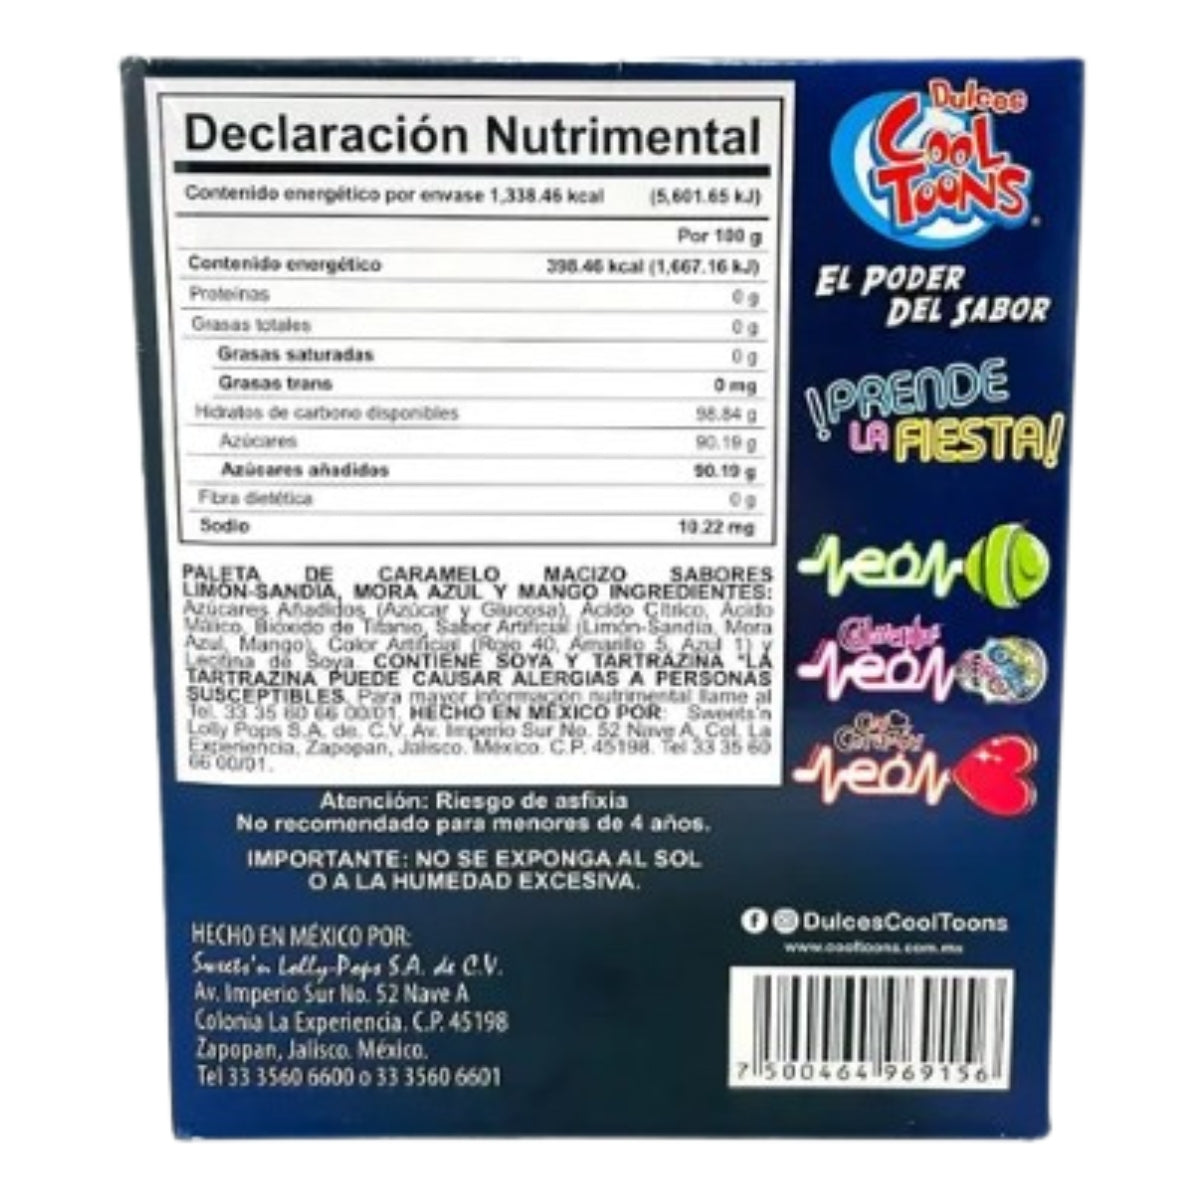 Declaración Nutrimental
Contenido energético por envase 1,338.46 kcal (5,601.65 kJ)
Por 100 g
Contenido energético 398.46 kcal (1,667.16 kJ)
Proteínas 0 g
Grasas totales 0 g
Grasas saturadas 0 g
Grasas trans 0 mg
Hidratos de carbono disponibles 98.84 g
Azúcares 90.19 g
Azúcares añadidos 90.19 g
Fibra dietética 0 g
Sodio 10.22 mg
PALETA DE CARAMELO MACIZO SABORES
LIMÓN-SANDÍA, MORA AZUL Y MANGO INGREDIENTES:
Azúcares Añadidos (Azúcar y Glucosa), Ácido Cítrico, Ácido
Málico, Bióxido de Titanio, Sabor Artificial (Limón-Sandía, Mora
Azul, Mango), Color Artificial (Rojo 40, Amarillo 5, Azul 1) y
Lecitina de Soya. CONTIENE SOYA Y TARTRAZINA "LA
TARTRAZINA PUEDE CAUSAR ALERGIAS A PERSONAS
SUSCEPTIBLES. Para mayor información nutrimental llame al
Tel. 33 35 60 66 00/01. HECHO EN MÉXICO POR: Sweets'n
Lolly Pops S.A. de. C.V. Av. Imperio Sur No. 52 Nave A, Col. La
Experiencia, Zapopan, Jalisco. México. C.P. 45198. Tel 33 35 60
66 00/01.
Atención: Riesgo de asfixia
No recomendado para menores de 4 años.
IMPORTANTE: NO SE EXPONGA AL SOL
O A LA HUMEDAD EXCESIVA.
HECHO EN MÉXICO POR:
Sweets'n Lolly Pops S.A. de C.V.
Av. Imperio Sur No. 52 Nave A
Colonia La Experiencia. C.P. 45198
Zapopan, Jalisco. México.
Tel 33 3560 6600 o 33 3560 6601
Dulces
COOL
TOONS
EL PODER
DEL SABOR
¡PRENDE
LA FIESTA!
Neón
Neón
Neón
DulcesCoolToons
www.cooltoons.com.mx
7 500464 969156